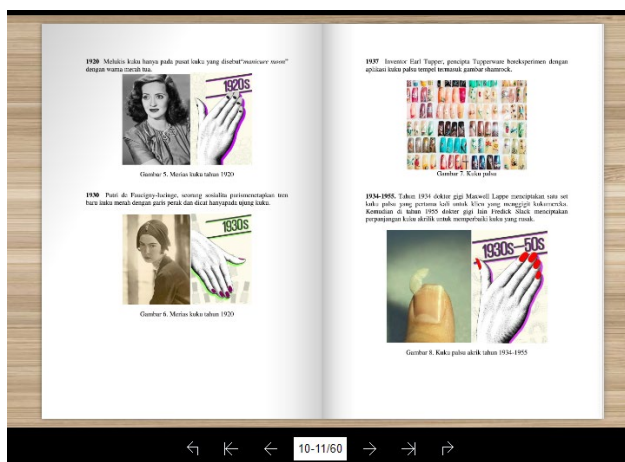 1920 Melukis kuku hanya pada pusat kuku yang disebut"manicure moon"
dengan warna merah tua.
1920s
Gambar 5. Merias kuku tahun 1920
1930 Putri de Faucigny-lucinge, seorang sosialita parismenetapkan tren
baru kuku merah dengan garis perak dan dicat hanyapada ujung kuku.
1930s
Gambar 6. Merias kuku tahun 1920
1937 Inventor Earl Tupper, pencipta Tupperware bereksperimen dengan
aplikasi kuku palsu tempel termasuk gambar shamrock.
Gambar 7. Kuku palsu
1934-1955. Tahun 1934 dokter gigi Maxwell Lappe menciptakan satu set
kuku palsu yang pertama kali untuk klien yang menggigit kukumereka.
Kemudian di tahun 1955 dokter gigi lain Fredick Slack menciptakan
perpanjangan kuku akrilik untuk memperbaiki kuku yang rusak.
1930s-50s
Gambar 8. Kuku palsu akrik tahun 1934-1955
10-11/60